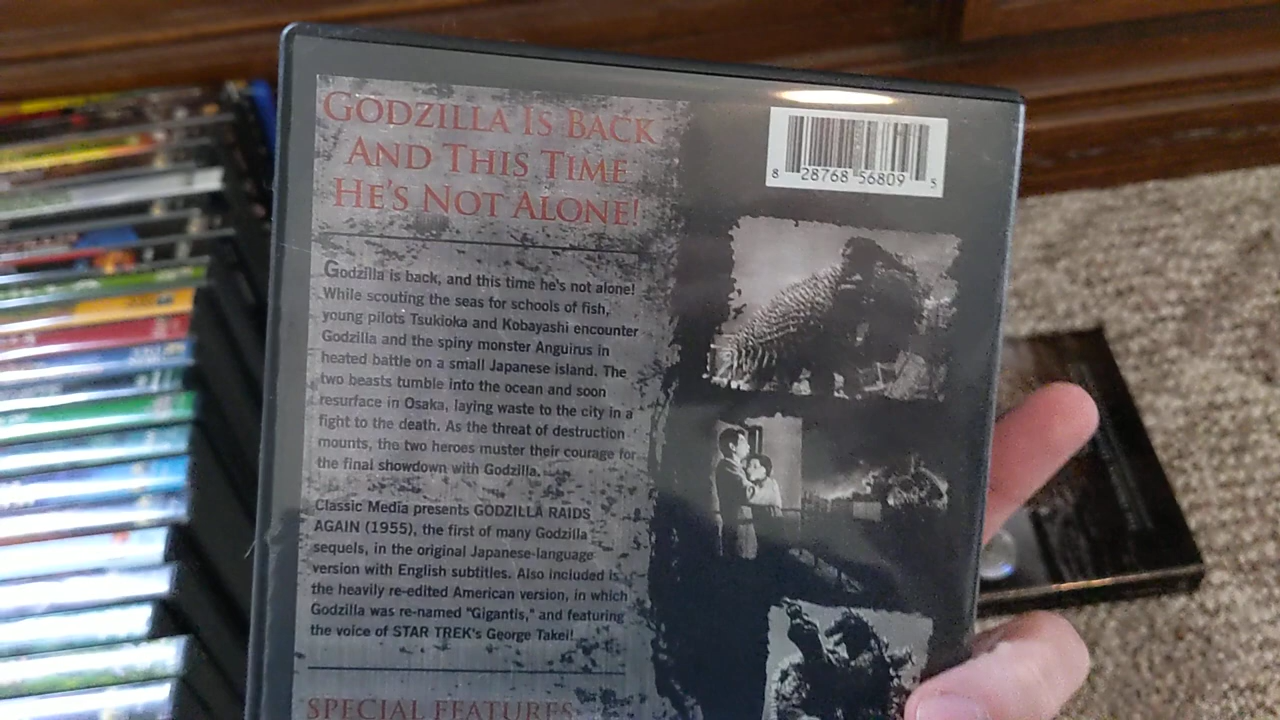 GODZILLA IS BACK
AND THIS TIME
HE'S NOT ALONE!
8 28768 56809 5
Godzilla is back, and this time he's not alone!
While scouting the seas for schools of fish,
young pilots Tsukioka and Kobayashi encounter
Godzilla and the spiny monster Anguirus in
heated battle on a small Japanese island. The
two beasts tumble into the ocean and soon
resurface in Osaka, laying waste to the city in a
fight to the death. As the threat of destruction
mounts, the two heroes muster their courage for
the final showdown with Godzilla.
Classic Media presents GODZILLA RAIDS
AGAIN (1955), the first of many Godzilla
sequels, in the original Japanese-language
version with English subtitles. Also included is
the heavily re-edited American version, in which
Godzilla was re-named "Gigantis," and featuring
the voice of STAR TREK's George Takei!
SPECIAL FEATURES